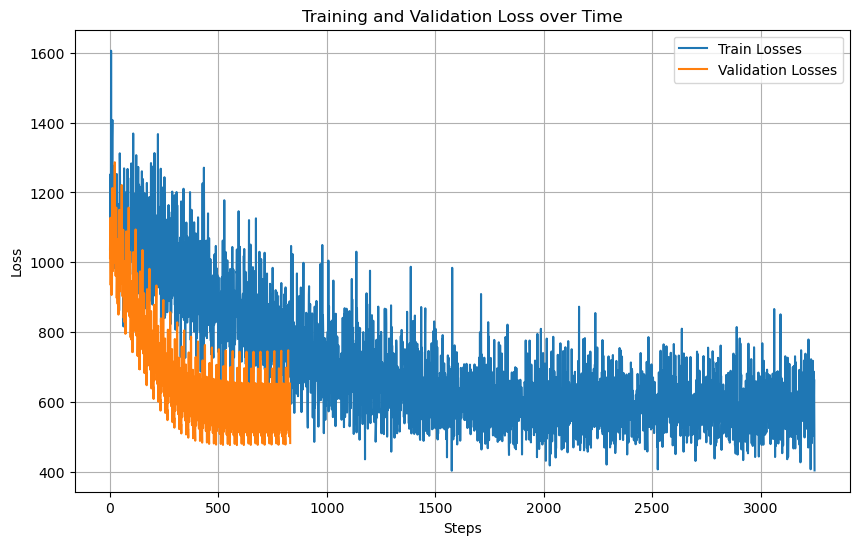 Training and Validation Loss over Time
Train Losses
Validation Losses
1600
1400
1200
1000
800
600
400
Loss
0
500
1000
1500
2000
2500
3000
Steps